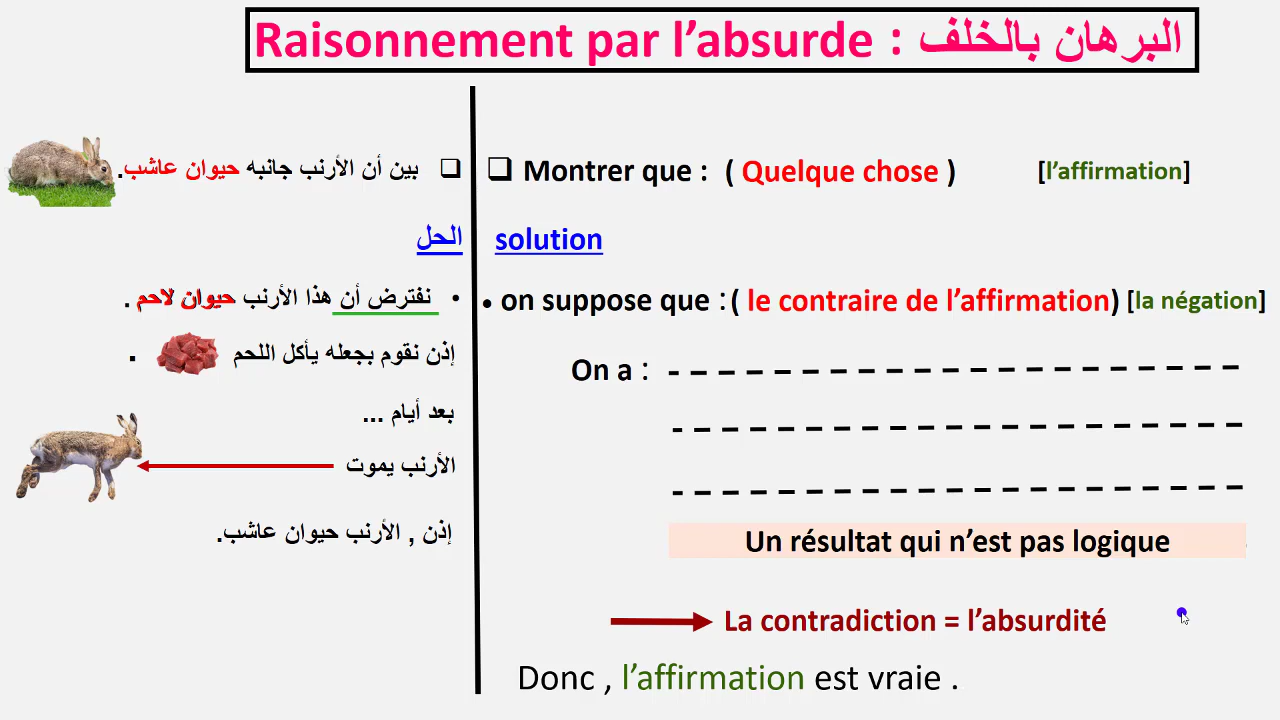 Raisonnement par l’absurde : البرهان بالخلف
❑ Montrer que : ( Quelque chose ) [l’affirmation]
solution
• on suppose que : ( le contraire de l’affirmation) [la négation]
On a :
Un résultat qui n’est pas logique
La contradiction = l’absurdité
Donc , l’affirmation est vraie .
❑ بين أن الأرنب جانبه حيوان عاشب.
الحل
• نفترض أن هذا الأرنب حيوان لاحم .
إذن نقوم بجعله يأكل اللحم .
بعد أيام ...
الأرنب يموت
إذن , الأرنب حيوان عاشب.